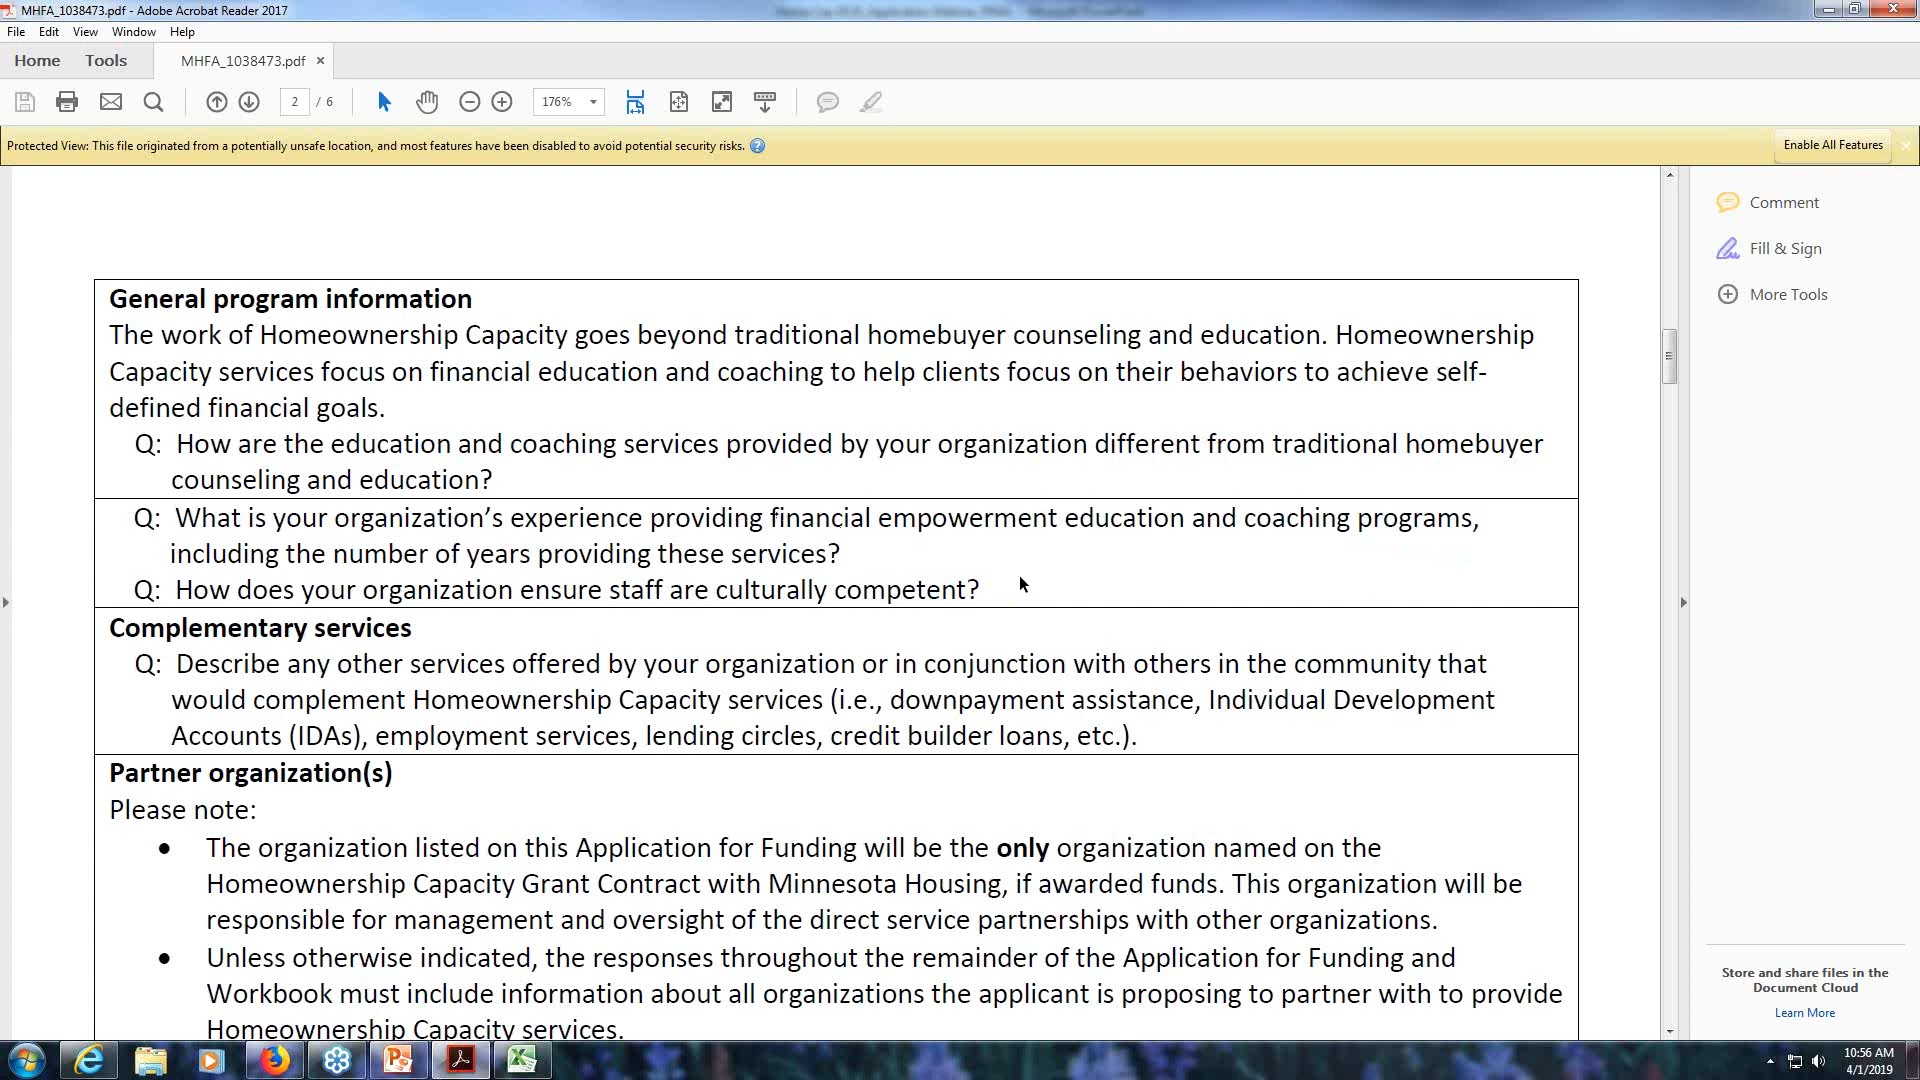 MHFA_1038473.pdf - Adobe Acrobat Reader 2017
File Edit View Window Help
Home Tools MHFA_1038473.pdf ×
2 / 6 176%
Protected View: This file originated from a potentially unsafe location, and most features have been disabled to avoid potential security risks. Enable All Features
Comment
Fill & Sign
More Tools
General program information
The work of Homeownership Capacity goes beyond traditional homebuyer counseling and education. Homeownership
Capacity services focus on financial education and coaching to help clients focus on their behaviors to achieve self-
defined financial goals.
Q: How are the education and coaching services provided by your organization different from traditional homebuyer
counseling and education?
Q: What is your organization’s experience providing financial empowerment education and coaching programs,
including the number of years providing these services?
Q: How does your organization ensure staff are culturally competent?
Complementary services
Q: Describe any other services offered by your organization or in conjunction with others in the community that
would complement Homeownership Capacity services (i.e., downpayment assistance, Individual Development
Accounts (IDAs), employment services, lending circles, credit builder loans, etc.).
Partner organization(s)
Please note:
• The organization listed on this Application for Funding will be the only organization named on the
Homeownership Capacity Grant Contract with Minnesota Housing, if awarded funds. This organization will be
responsible for management and oversight of the direct service partnerships with other organizations.
• Unless otherwise indicated, the responses throughout the remainder of the Application for Funding and
Workbook must include information about all organizations the applicant is proposing to partner with to provide
Homeownership Capacity services.
Store and share files in the
Document Cloud
Learn More
10:56 AM
4/1/2019